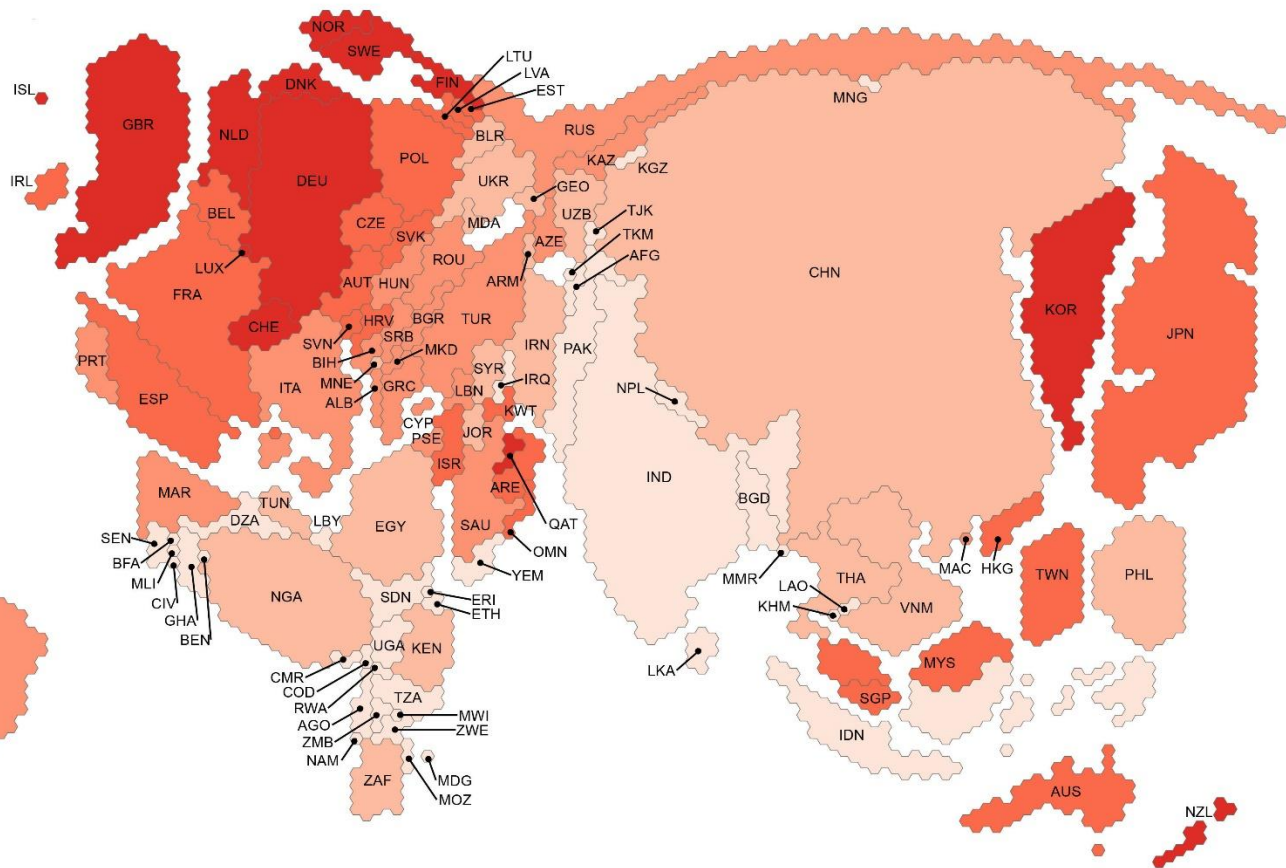 NOR
SWE
LTU
LVA
EST
ISL
DNK
FIN
MNG
GBR
NLD
RUS
BLR
POL
KAZ
KGZ
DEU
UKR
IRL
GEO
BEL
CZE
MDA
UZB
TJK
SVK
AZE
TKM
LUX
ROU
AFG
FRA
AUT
HUN
ARM
CHN
KOR
CHE
HRV
BGR
TUR
JPN
SVN
SRB
BIH
MKD
IRN
PAK
PRT
MNE
SYR
IRQ
ITA
GRC
LBN
NPL
ESP
ALB
CYP
KWT
PSE
JOR
ISR
IND
MAR
ARE
BGD
TUN
DZA
LBY
EGY
SAU
QAT
SEN
OMN
BFA
YEM
MMR
MAC
HKG
MLI
THA
TWN
PHL
CIV
NGA
SDN
ERI
LAO
GHA
ETH
KHM
VNM
BEN
UGA
KEN
CMR
LKA
MYS
COD
TZA
SGP
RWA
AGO
MWI
ZMB
ZWE
IDN
NAM
ZAF
MDG
MOZ
AUS
NZL